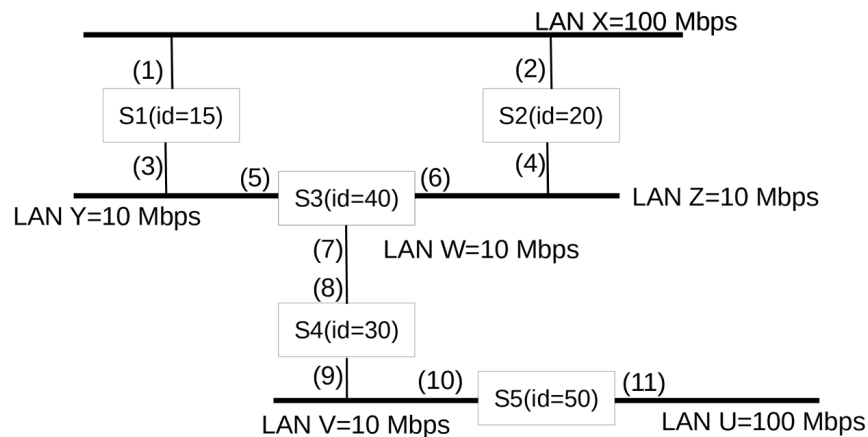 LAN X=100 Mbps
(1)
(2)
S1(id=15)
S2(id=20)
(3)
(4)
(5)
(6)
S3(id=40)
LAN Y=10 Mbps
LAN Z=10 Mbps
(7)
LAN W=10 Mbps
(8)
S4(id=30)
(9)
(10)
(11)
S5(id=50)
LAN V=10 Mbps
LAN U=100 Mbps